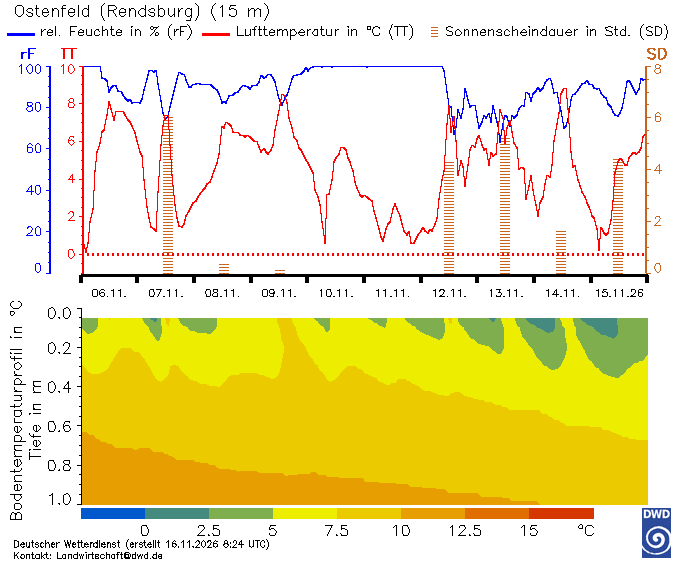 Ostenfeld (Rendsburg) (15 m)
rel. Feuchte in % (rF) Lufttemperatur in °C (TT) Sonnenscheindauer in Std. (SD)
rF TT SD
100 10 8
80 8 6
60 6
40 4 4
20 2 2
0 0 0
06.11. 07.11. 08.11. 09.11. 10.11. 11.11. 12.11. 13.11. 14.11. 15.11.26
Bodentemperaturprofil in °C
Tiefe in m
0.0
0.2
0.4
0.6
0.8
1.0
0 2.5 5 7.5 10 12.5 15 °C
DWD
Deutscher Wetterdienst (erstellt 16.11.2026 8:24 UTC)
Kontakt: Landwirtschaft@dwd.de